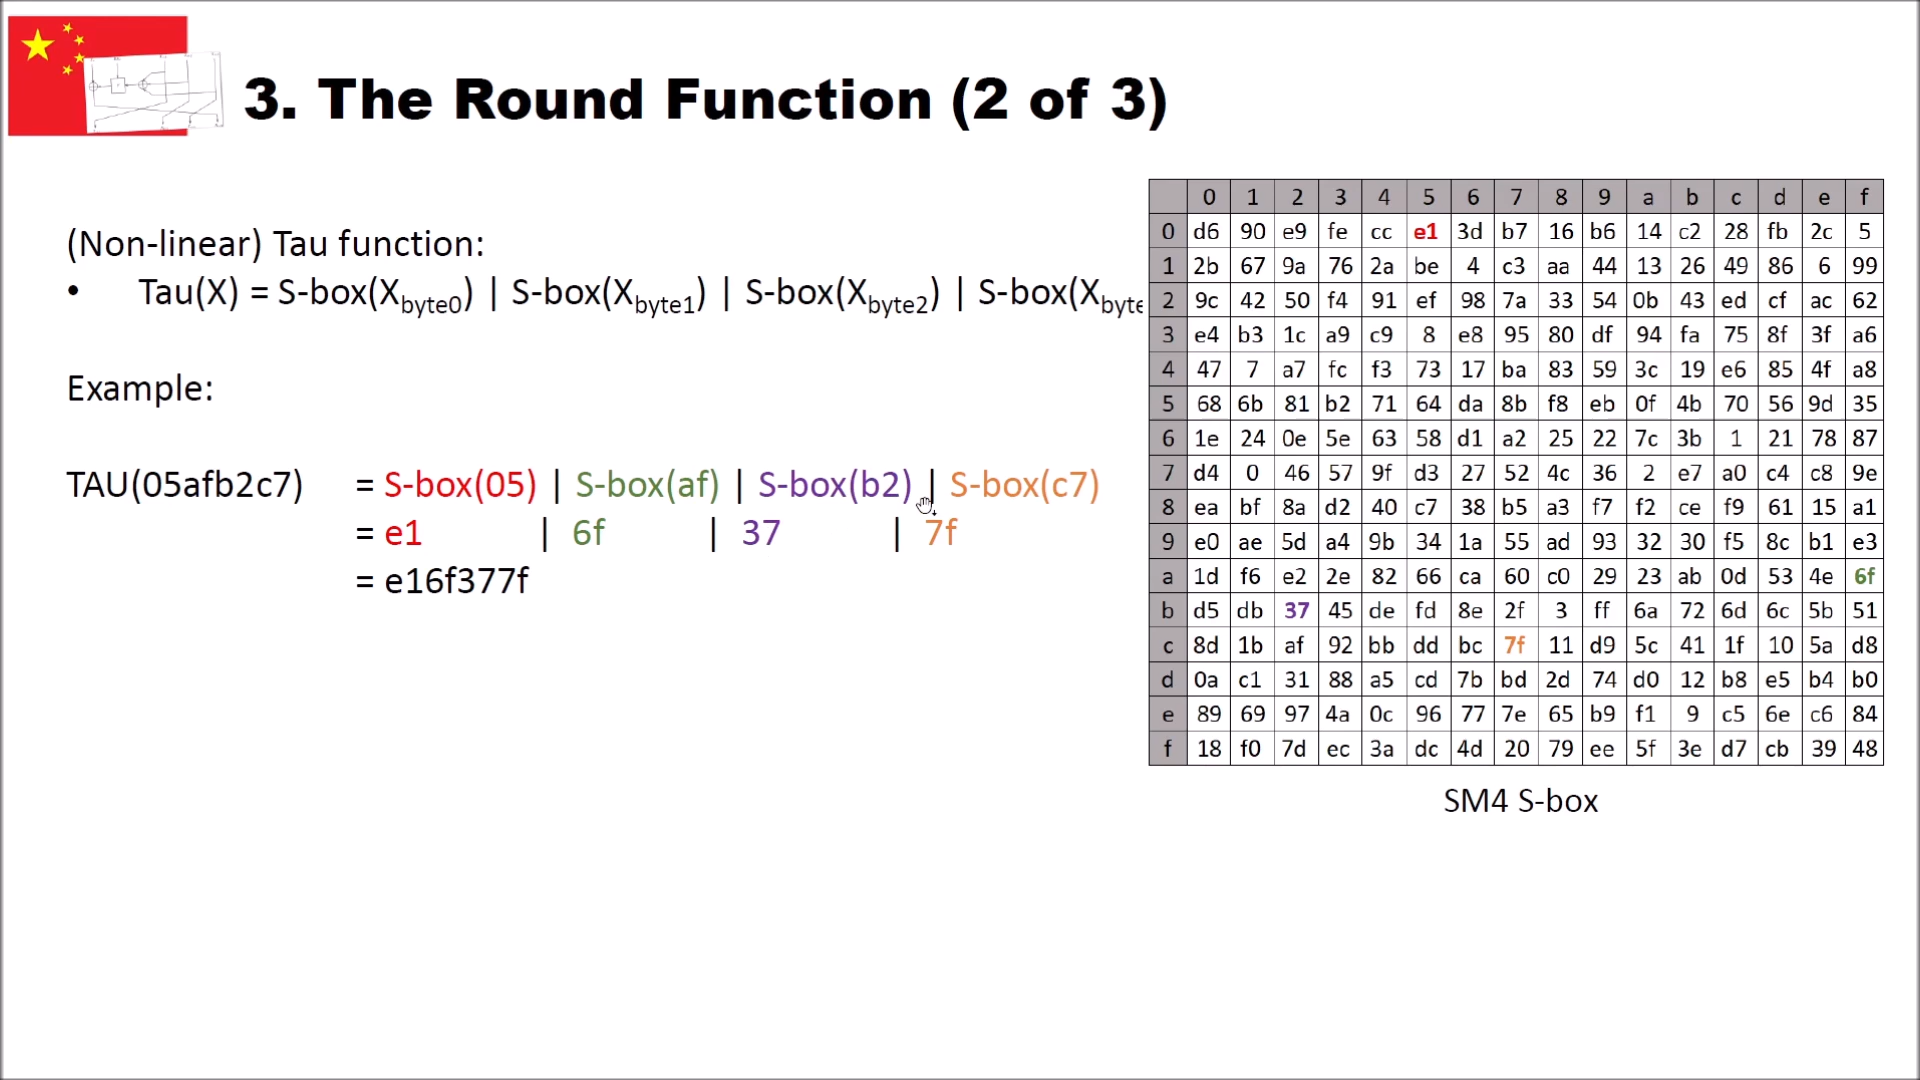 3. The Round Function (2 of 3)
(Non-linear) Tau function:
• Tau(X) = S-box(Xbyte0) | S-box(Xbyte1) | S-box(Xbyte2) | S-box(Xbyte
Example:
TAU(05afb2c7) = S-box(05) | S-box(af) | S-box(b2) | S-box(c7)
= e1 | 6f | 37 | 7f
= e16f377f
0 1 2 3 4 5 6 7 8 9 a b c d e f
0 d6 90 e9 fe cc e1 3d b7 16 b6 14 c2 28 fb 2c 5
1 2b 67 9a 76 2a be 4 c3 aa 44 13 26 49 86 6 99
2 9c 42 50 f4 91 ef 98 7a 33 54 0b 43 ed cf ac 62
3 e4 b3 1c a9 c9 8 e8 95 80 df 94 fa 75 8f 3f a6
4 47 7 a7 fc f3 73 17 ba 83 59 3c 19 e6 85 4f a8
5 68 6b 81 b2 71 64 da 8b f8 eb 0f 4b 70 56 9d 35
6 1e 24 0e 5e 63 58 d1 a2 25 22 7c 3b 1 21 78 87
7 d4 0 46 57 9f d3 27 52 4c 36 2 e7 a0 c4 c8 9e
8 ea bf 8a d2 40 c7 38 b5 a3 f7 f2 ce f9 61 15 a1
9 e0 ae 5d a4 9b 34 1a 55 ad 93 32 30 f5 8c b1 e3
a 1d f6 e2 2e 82 66 ca 60 c0 29 23 ab 0d 53 4e 6f
b d5 db 37 45 de fd 8e 2f 3 ff 6a 72 6d 6c 5b 51
c 8d 1b af 92 bb dd bc 7f 11 d9 5c 41 1f 10 5a d8
d 0a c1 31 88 a5 cd 7b bd 2d 74 d0 12 b8 e5 b4 b0
e 89 69 97 4a 0c 96 77 7e 65 b9 f1 9 c5 6e c6 84
f 18 f0 7d ec 3a dc 4d 20 79 ee 5f 3e d7 cb 39 48
SM4 S-box